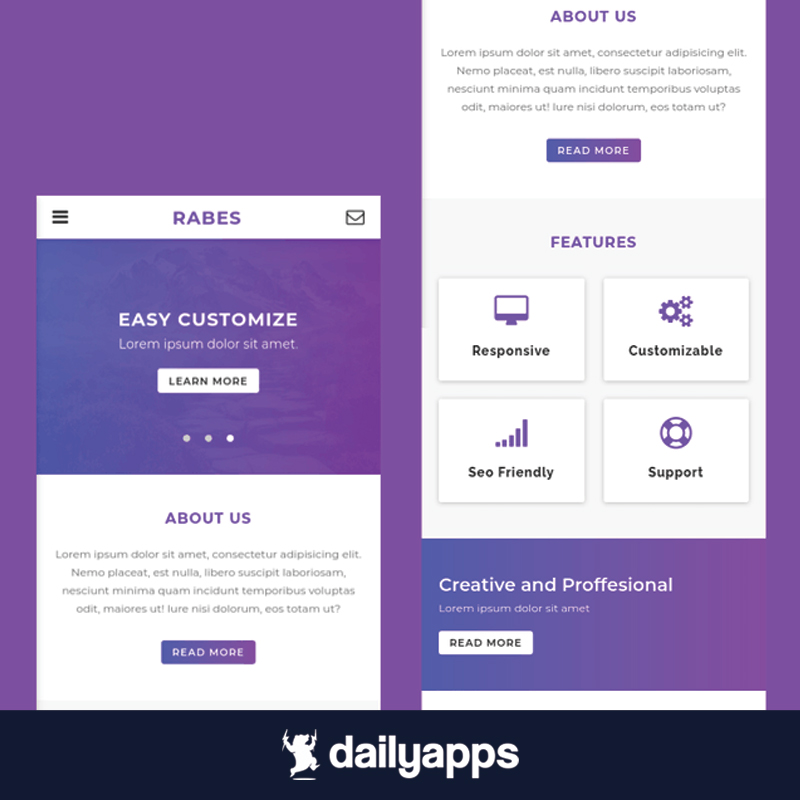 RABES
EASY CUSTOMIZE
Lorem ipsum dolor sit amet.
LEARN MORE
ABOUT US
Lorem ipsum dolor sit amet, consectetur adipisicing elit.
Nemo placeat, est nulla, libero suscipit laboriosam,
nesciunt minima quam incidunt temporibus voluptas
odit, maiores ut! Iure nisi dolorum, eos totam ut?
READ MORE
ABOUT US
Lorem ipsum dolor sit amet, consectetur adipisicing elit.
Nemo placeat, est nulla, libero suscipit laboriosam,
nesciunt minima quam incidunt temporibus voluptas
odit, maiores ut! Iure nisi dolorum, eos totam ut?
READ MORE
FEATURES
Responsive
Customizable
Seo Friendly
Support
Creative and Proffesional
Lorem ipsum dolor sit amet
READ MORE
dailyapps